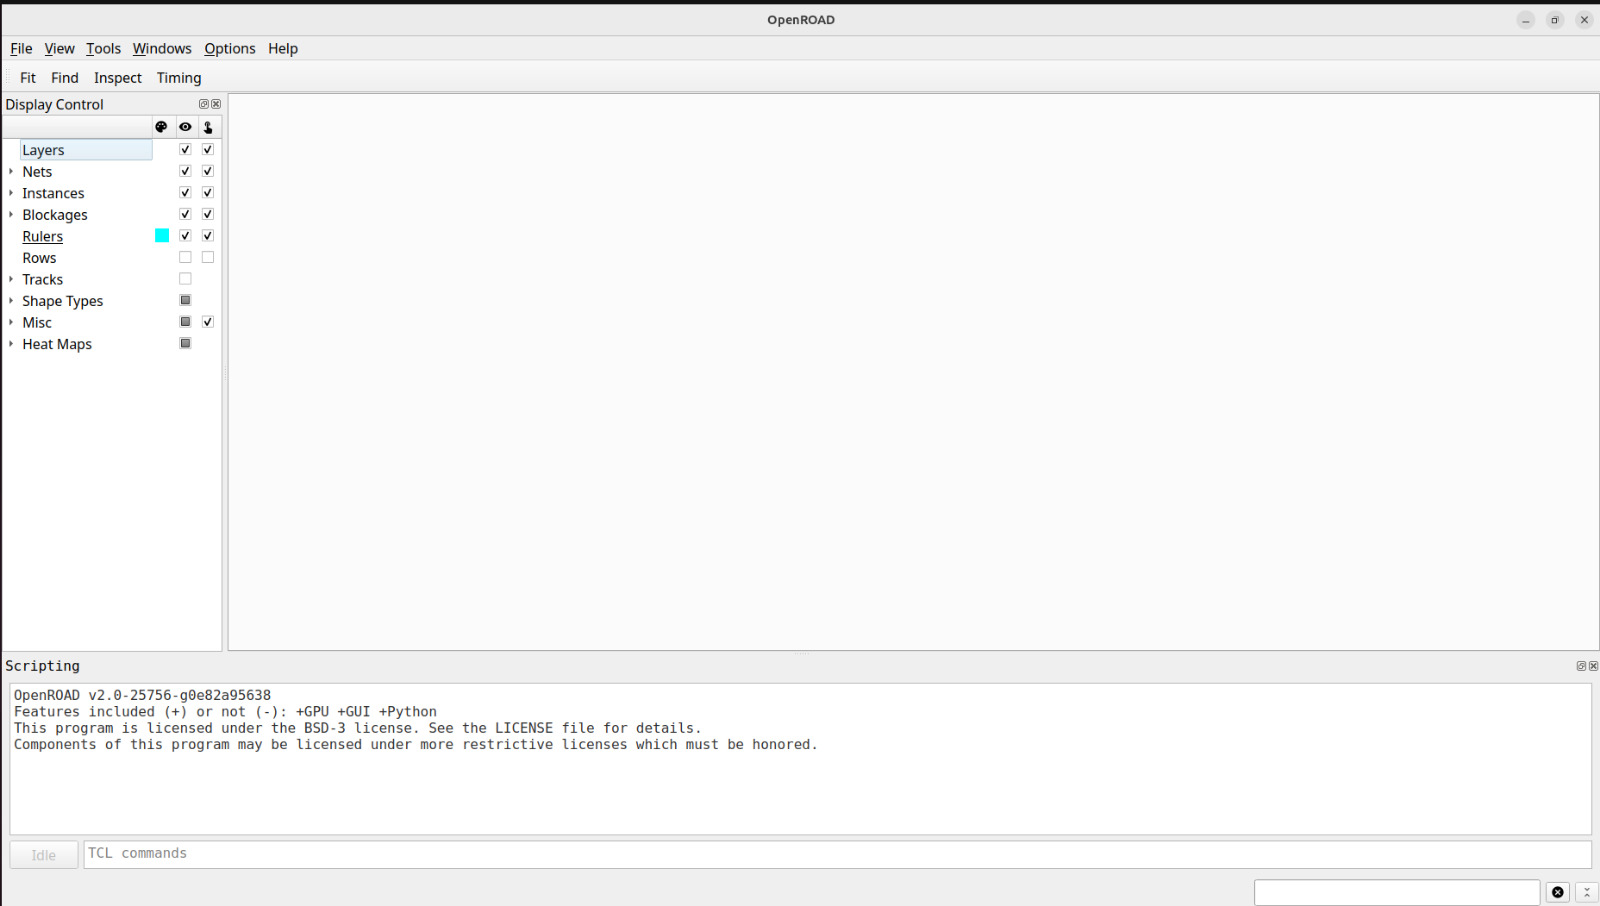 OpenROAD
File View Tools Windows Options Help
Fit Find Inspect Timing
Display Control
Layers
Nets
Instances
Blockages
Rulers
Rows
Tracks
Shape Types
Misc
Heat Maps
Scripting
OpenROAD v2.0-25756-g0e82a95638
Features included (+) or not (-): +GPU +GUI +Python
This program is licensed under the BSD-3 license. See the LICENSE file for details.
Components of this program may be licensed under more restrictive licenses which must be honored.
Idle
TCL commands